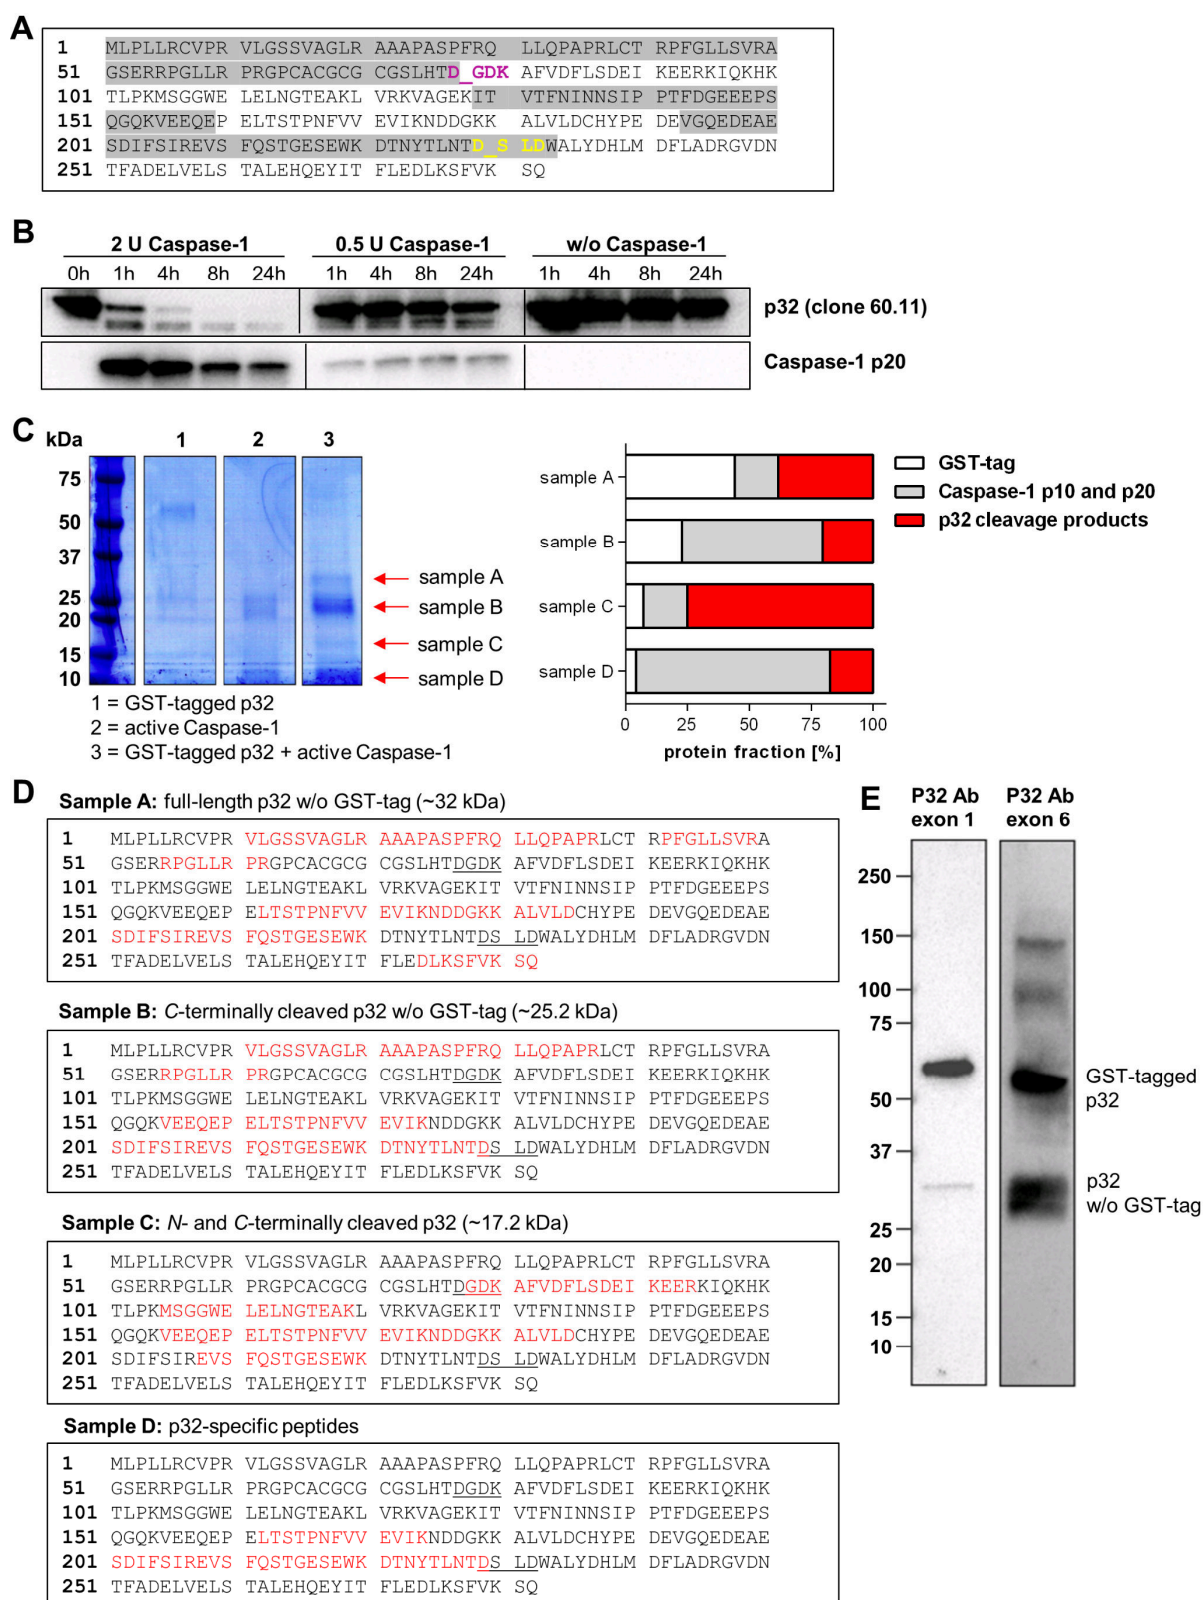 A
1 MLPLLRCVPR VLGSSVAGLR AAAPASPFRQ LLQPAPRLCT RPFGLLSVRA
51 GSERRPGLLR PRGPCACGCG CGSLHTD_GDK AFVDFLSDEI KEERKIQKHK
101 TLPKMSGGWE LELNGTEAKL VRKVAGEKIT VTFNINNSIP PTFDGEEEPS
151 QGQKVEEQEPE LTSTPNFVV EVIKNDDGKK ALVLDCHYPE DEVGQEDEAE
201 SDIFSIREVS FQSTGESEWK DTNYTLNTD_S LDWALYDHLM DFLADRGVDN
251 TFADELVELS TALEHQEYIT FLEDLKSFVK SQ
B
2 U Caspase-1 0.5 U Caspase-1 w/o Caspase-1
0h 1h 4h 8h 24h 1h 4h 8h 24h 1h 4h 8h 24h
p32 (clone 60.11)
Caspase-1 p20
C
kDa 1 2 3
75
50
37
25
20
15
10
sample A
sample B
sample C
sample D
1 = GST-tagged p32
2 = active Caspase-1
3 = GST-tagged p32 + active Caspase-1
sample A
sample B
sample C
sample D
0 25 50 75 100
protein fraction [%]
GST-tag
Caspase-1 p10 and p20
p32 cleavage products
D
Sample A: full-length p32 w/o GST-tag (~32 kDa)
1 MLPLLRCVPR VLGSSVAGLR AAAPASPFRQ LLQPAPRLCT RPFGLLSVRA
51 GSERRPGLLR PRGPCACGCG CGSLHTDGDK AFVDFLSDEI KEERKIQKHK
101 TLPKMSGGWE LELNGTEAKL VRKVAGEKIT VTFNINNSIP PTFDGEEEPS
151 QGQKVEEQEP ELTSTPNFVV EVIKNDDGKK ALVLDCHYPE DEVGQEDEAE
201 SDIFSIREVS FQSTGESEWK DTNYTLNTDSLDWALYDHLM DFLADRGVDN
251 TFADELVELS TALEHQEYIT FLEDLKSFVK SQ
Sample B: C-terminally cleaved p32 w/o GST-tag (~25.2 kDa)
1 MLPLLRCVPR VLGSSVAGLR AAAPASPFRQ LLQPAPRLCT RPFGLLSVRA
51 GSERRPGLLR PRGPCACGCG CGSLHTDGDK AFVDFLSDEI KEERKIQKHK
101 TLPKMSGGWE LELNGTEAKL VRKVAGEKIT VTFNINNSIP PTFDGEEEPS
151 QGQKVEEQEP ELTSTPNFVV EVIKNDDGKK ALVLDCHYPE DEVGQEDEAE
201 SDIFSIREVS FQSTGESEWK DTNYTLNTDSLDWALYDHLM DFLADRGVDN
251 TFADELVELS TALEHQEYIT FLEDLKSFVK SQ
Sample C: N- and C-terminally cleaved p32 (~17.2 kDa)
1 MLPLLRCVPR VLGSSVAGLR AAAPASPFRQ LLQPAPRLCT RPFGLLSVRA
51 GSERRPGLLR PRGPCACGCG CGSLHTDGDK AFVDFLSDEI KEERKIQKHK
101 TLPKMSGGWE LELNGTEAKL VRKVAGEKIT VTFNINNSIP PTFDGEEEPS
151 QGQKVEEQEP ELTSTPNFVV EVIKNDDGKK ALVLDCHYPE DEVGQEDEAE
201 SDIFSIREVS FQSTGESEWK DTNYTLNTDSLDWALYDHLM DFLADRGVDN
251 TFADELVELS TALEHQEYIT FLEDLKSFVK SQ
Sample D: p32-specific peptides
1 MLPLLRCVPR VLGSSVAGLR AAAPASPFRQ LLQPAPRLCT RPFGLLSVRA
51 GSERRPGLLR PRGPCACGCG CGSLHTDGDK AFVDFLSDEI KEERKIQKHK
101 TLPKMSGGWE LELNGTEAKL VRKVAGEKIT VTFNINNSIP PTFDGEEEPS
151 QGQKVEEQEP ELTSTPNFVV EVIKNDDGKK ALVLDCHYPE DEVGQEDEAE
201 SDIFSIREVS FQSTGESEWK DTNYTLNTDSLDWALYDHLM DFLADRGVDN
251 TFADELVELS TALEHQEYIT FLEDLKSFVK SQ
E
P32 Ab P32 Ab
exon 1 exon 6
250
150
100
75
50
37
25
20
15
10
GST-tagged
p32
p32
w/o GST-tag